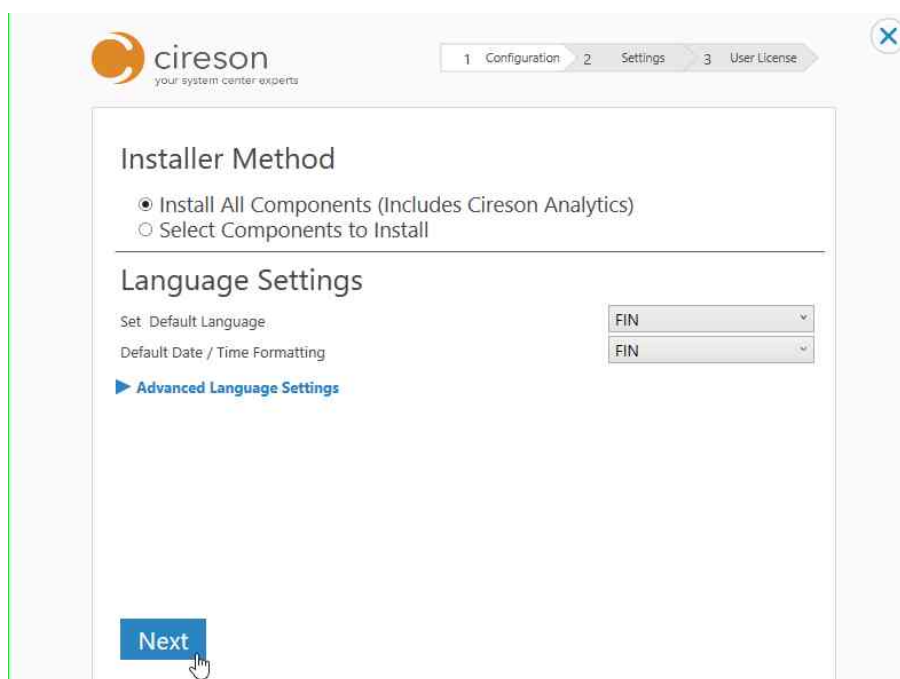 cireson
your system center experts
1 Configuration 2 Settings 3 User License
Installer Method
Install All Components (Includes Cireson Analytics)
Select Components to Install
Language Settings
Set Default Language FIN
Default Date / Time Formatting FIN
Advanced Language Settings
Next